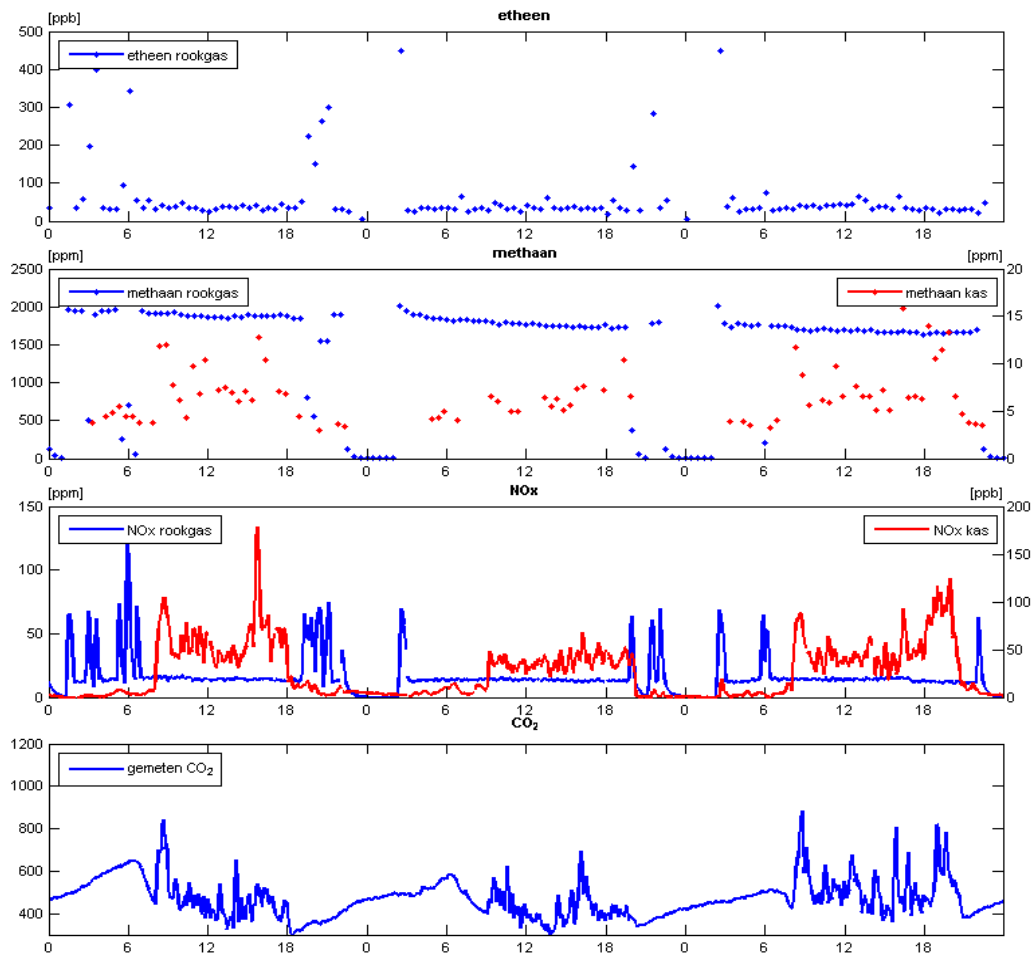 etheen
[ppb]
etheen rookgas
500
400
300
200
100
0
0 6 12 18 0 6 12 18 0 6 12 18
methaan
[ppm] [ppm]
methaan rookgas methaan kas
2500 20
2000 15
1500
1000 10
500 5
0 0
0 6 12 18 0 6 12 18 0 6 12 18
NOx
[ppm] [ppb]
NOx rookgas NOx kas
150 200
100 150
50 100
50
0 0
0 6 12 18 0 6 12 18 0 6 12 18
CO₂
gemeten CO₂
1200
1000
800
600
400
0 6 12 18 0 6 12 18 0 6 12 18